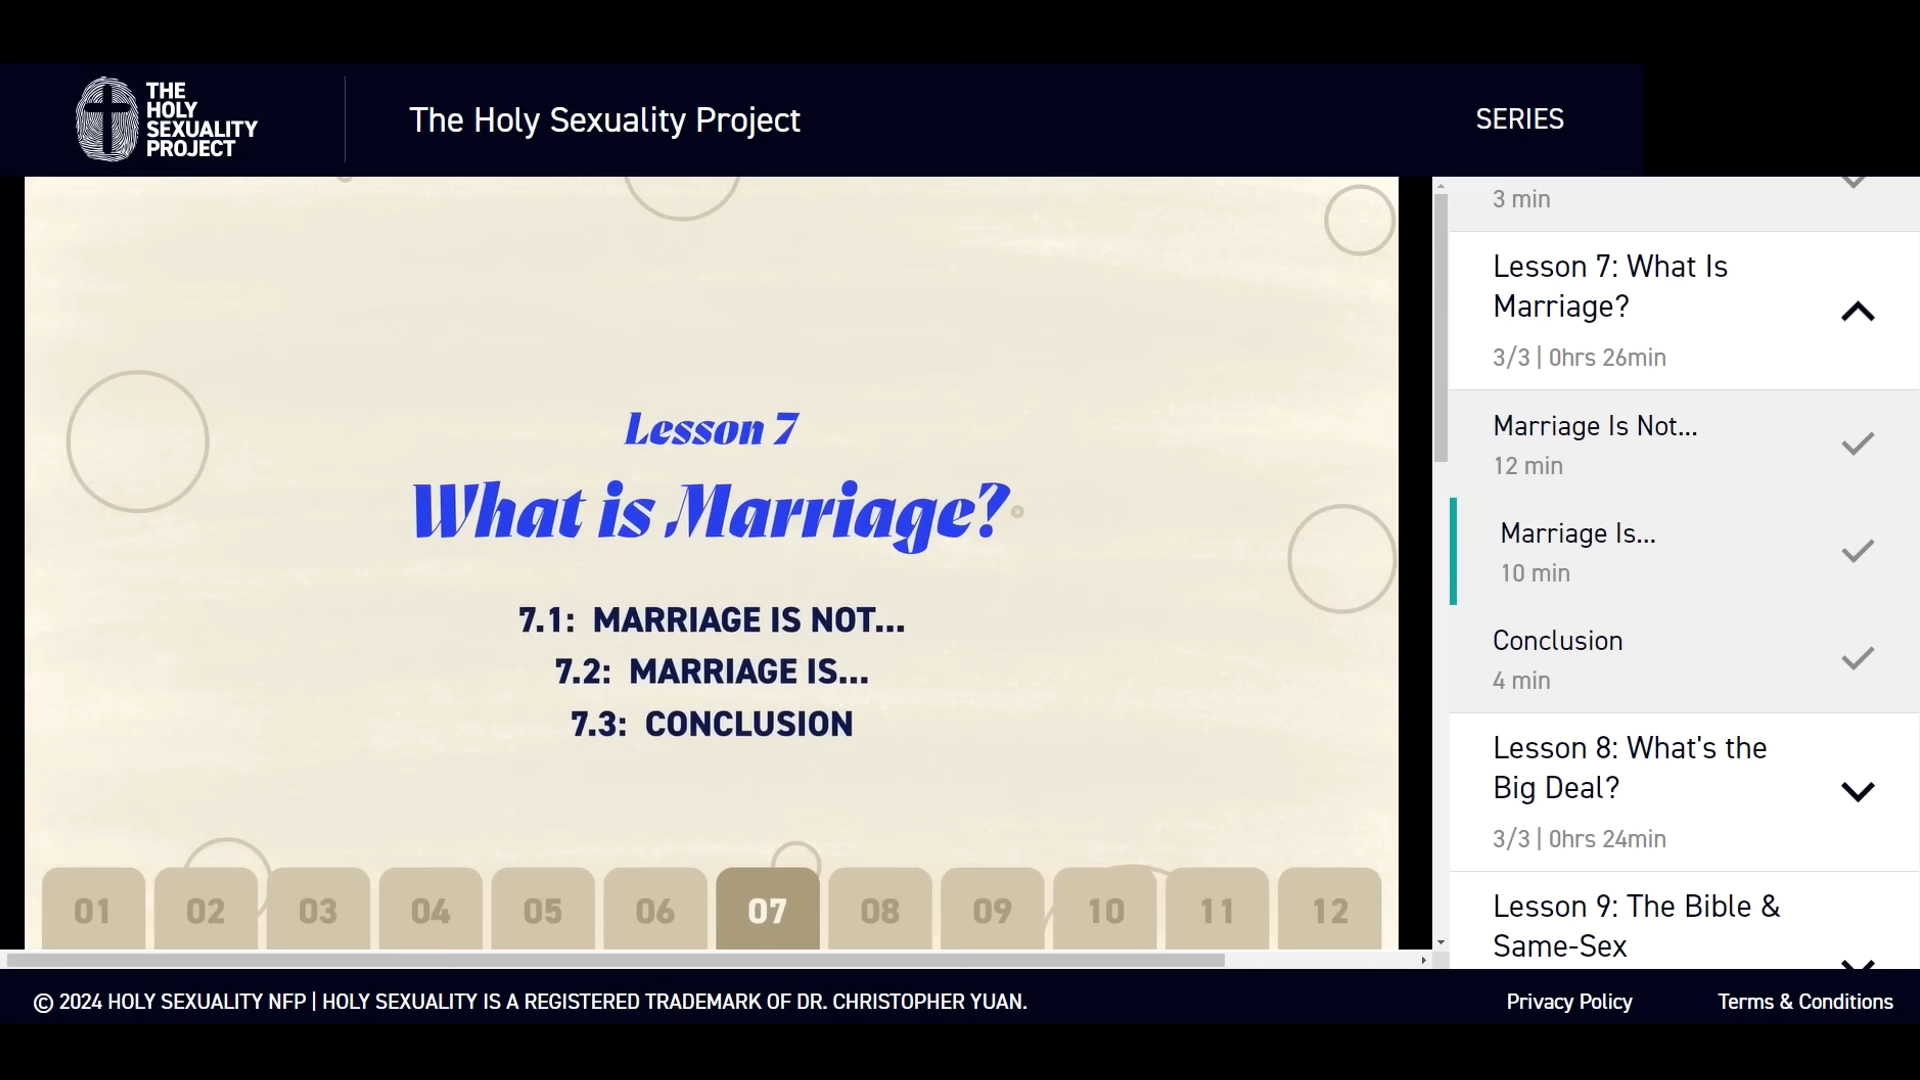 THE
HOLY
SEXUALITY
PROJECT
The Holy Sexuality Project
SERIES
Lesson 7
What is Marriage?
7.1: MARRIAGE IS NOT...
7.2: MARRIAGE IS...
7.3: CONCLUSION
01 02 03 04 05 06 07 08 09 10 11 12
3 min
Lesson 7: What Is
Marriage?
3/3 | 0hrs 26min
Marriage Is Not...
12 min
Marriage Is...
10 min
Conclusion
4 min
Lesson 8: What's the
Big Deal?
3/3 | 0hrs 24min
Lesson 9: The Bible &
Same-Sex
© 2024 HOLY SEXUALITY NFP | HOLY SEXUALITY IS A REGISTERED TRADEMARK OF DR. CHRISTOPHER YUAN.
Privacy Policy
Terms & Conditions